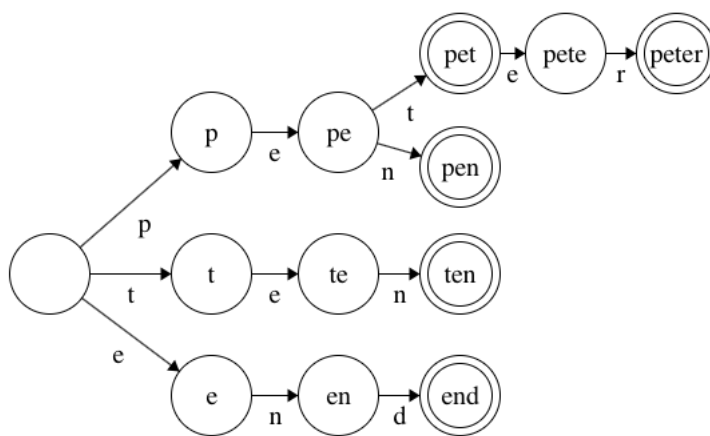 pet pete peter
e r
t
p pe
e
n pen
p
t te ten
t e n
e
e en end
n d